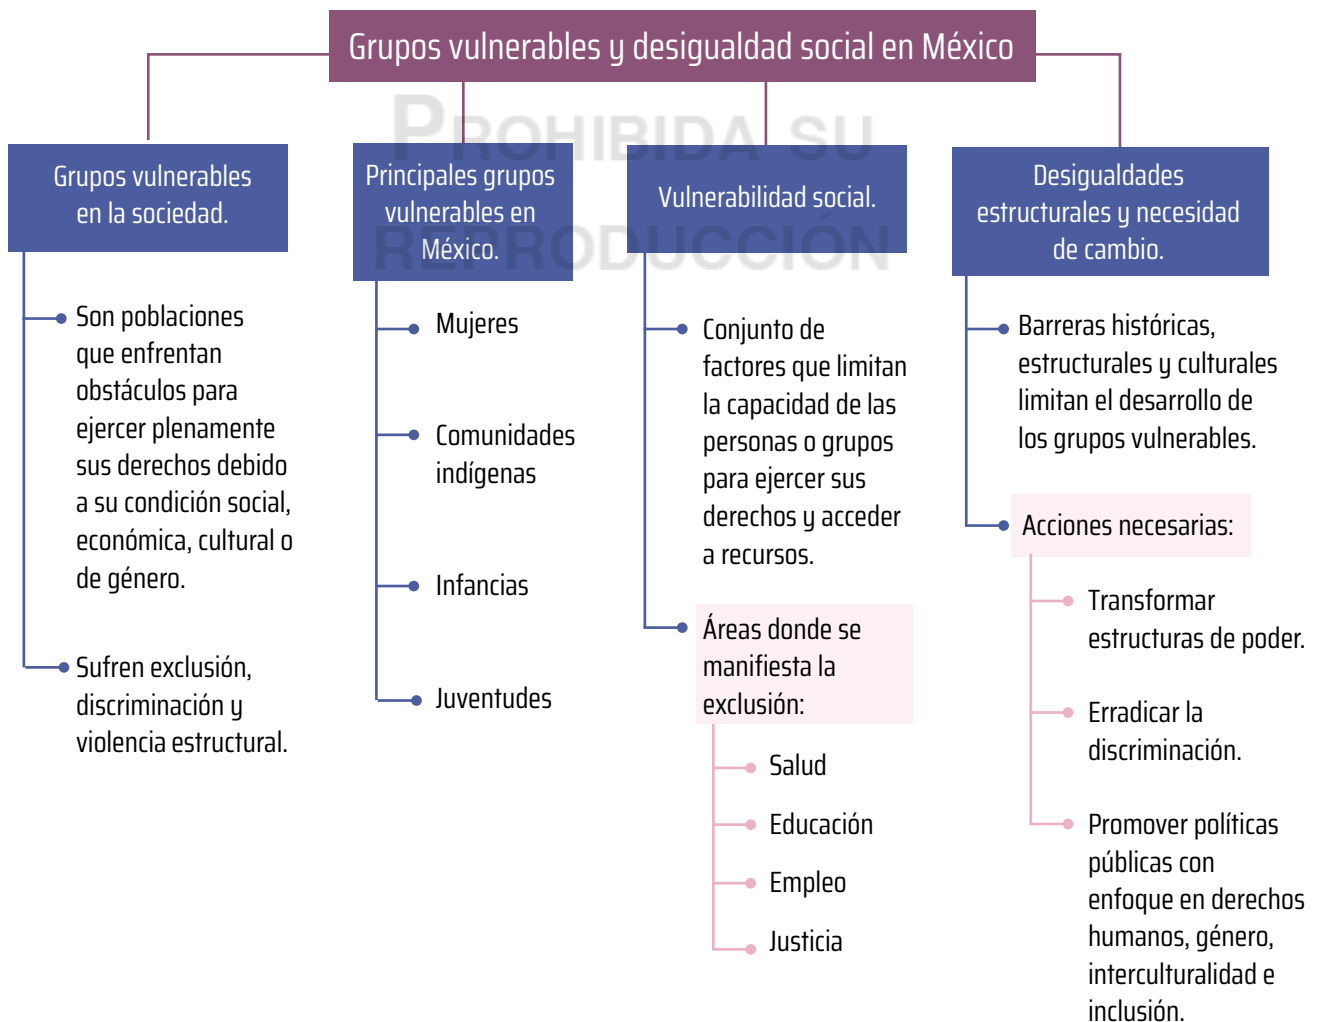 Grupos vulnerables y desigualdad social en México
PROHIBIDA SU
REPRODUCCIÓN
Grupos vulnerables
en la sociedad.
Son poblaciones
que enfrentan
obstáculos para
ejercer plenamente
sus derechos debido
a su condición social,
económica, cultural o
de género.
Sufren exclusión,
discriminación y
violencia estructural.
Principales grupos
vulnerables en
México.
Mujeres
Comunidades
indígenas
Infancias
Juventudes
Vulnerabilidad social.
Conjunto de
factores que limitan
la capacidad de las
personas o grupos
para ejercer sus
derechos y acceder
a recursos.
Áreas donde se
manifiesta la
exclusión:
Salud
Educación
Empleo
Justicia
Desigualdades
estructurales y necesidad
de cambio.
Barreras históricas,
estructurales y culturales
limitan el desarrollo de
los grupos vulnerables.
Acciones necesarias:
Transformar
estructuras de poder.
Erradicar la
discriminación.
Promover políticas
públicas con
enfoque en derechos
humanos, género,
interculturalidad e
inclusión.